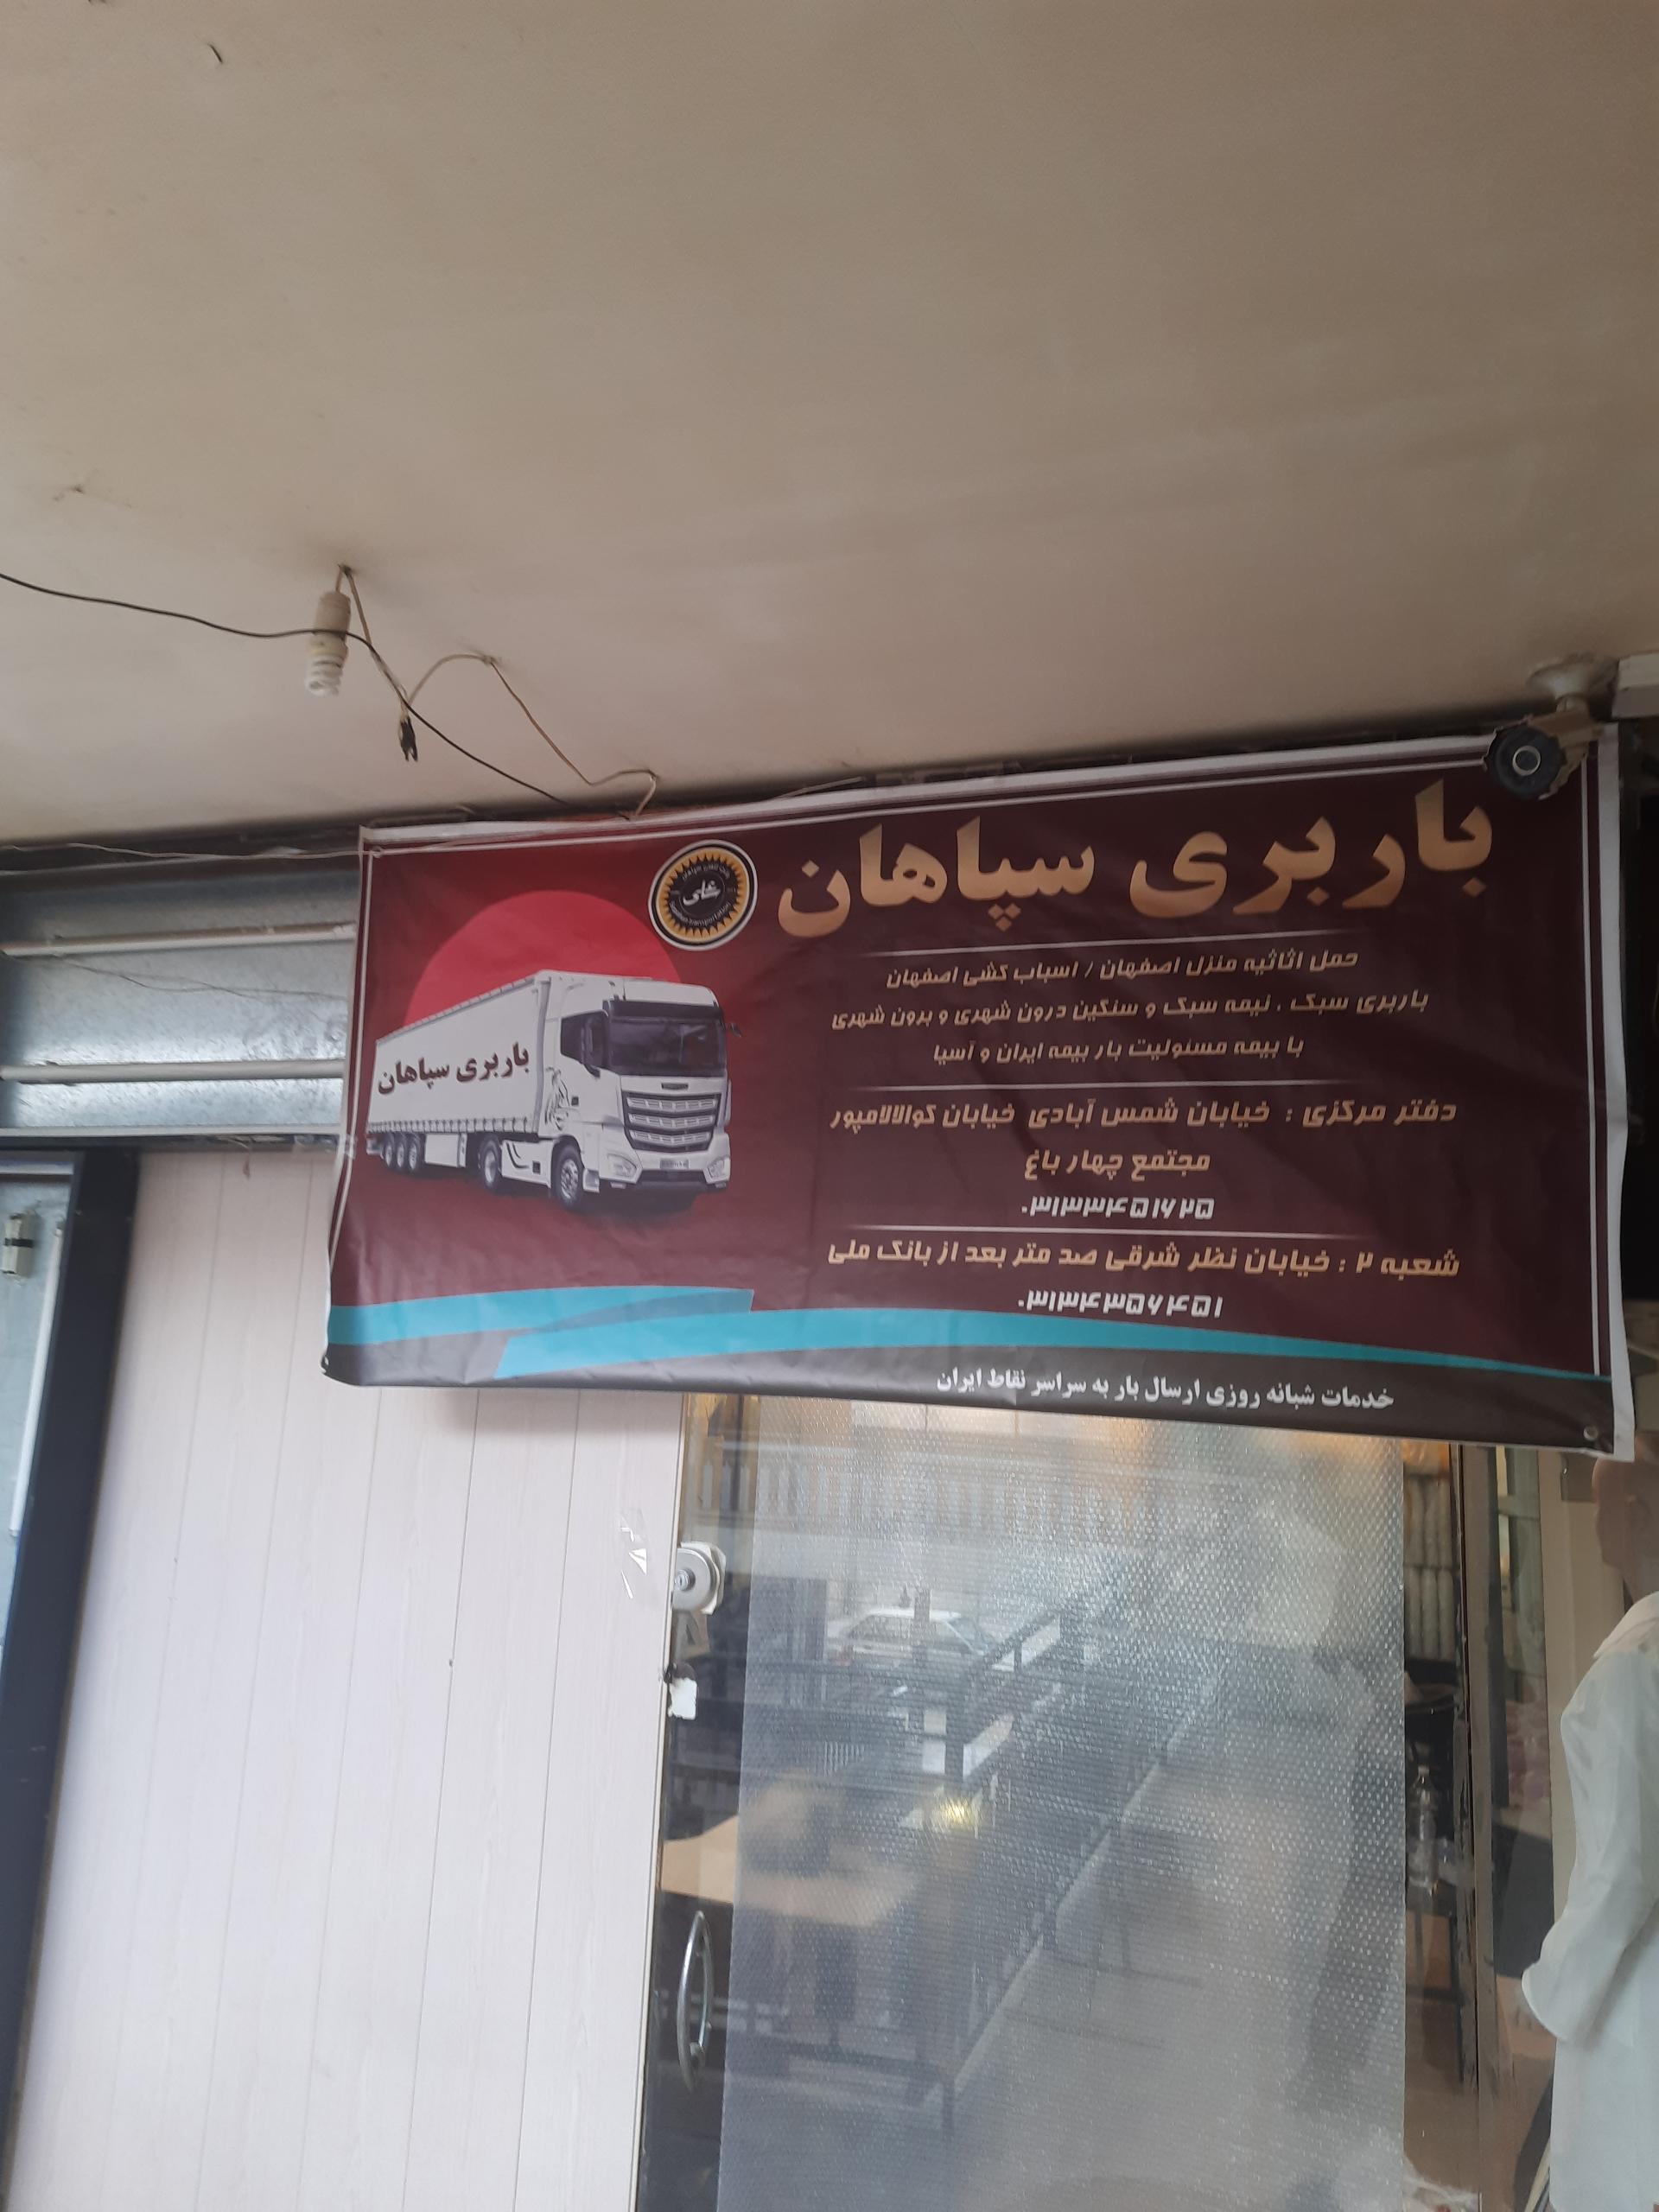 باربری سپاهان
حمل اثاثیه منزل اصفهان / اسباب کشی اصفهان
باربری سبک ، نیمه سبک و سنگین درون شهری و برون شهری
با بیمه مسئولیت بار بیمه ایران و آسیا
دفتر مرکزی : خیابان شمس آبادی خیابان کوالالامپور
مجتمع چهار باغ
۰۳۱۳۳۴۵۱۶۲۵
شعبه ۲ : خیابان نظر شرقی صد متر بعد از بانک ملی
۰۳۱۳۴۳۵۶۴۵۱
خدمات شبانه روزی ارسال بار به سراسر نقاط ایران
باربری سپاهان